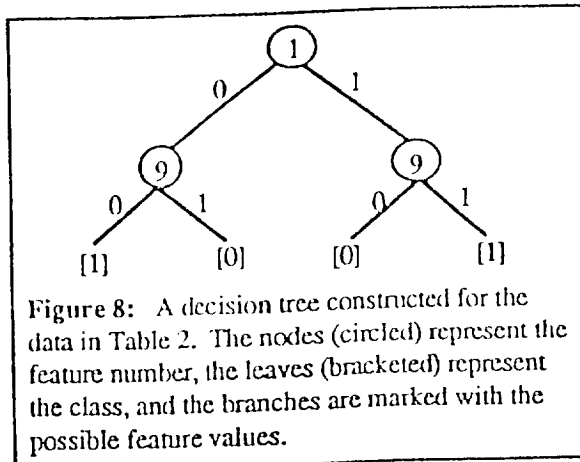 1
0 1
9 9
0 1 0 1
[1] [0] [0] [1]
Figure 8: A decision tree constructed for the
data in Table 2. The nodes (circled) represent the
feature number, the leaves (bracketed) represent
the class, and the branches are marked with the
possible feature values.